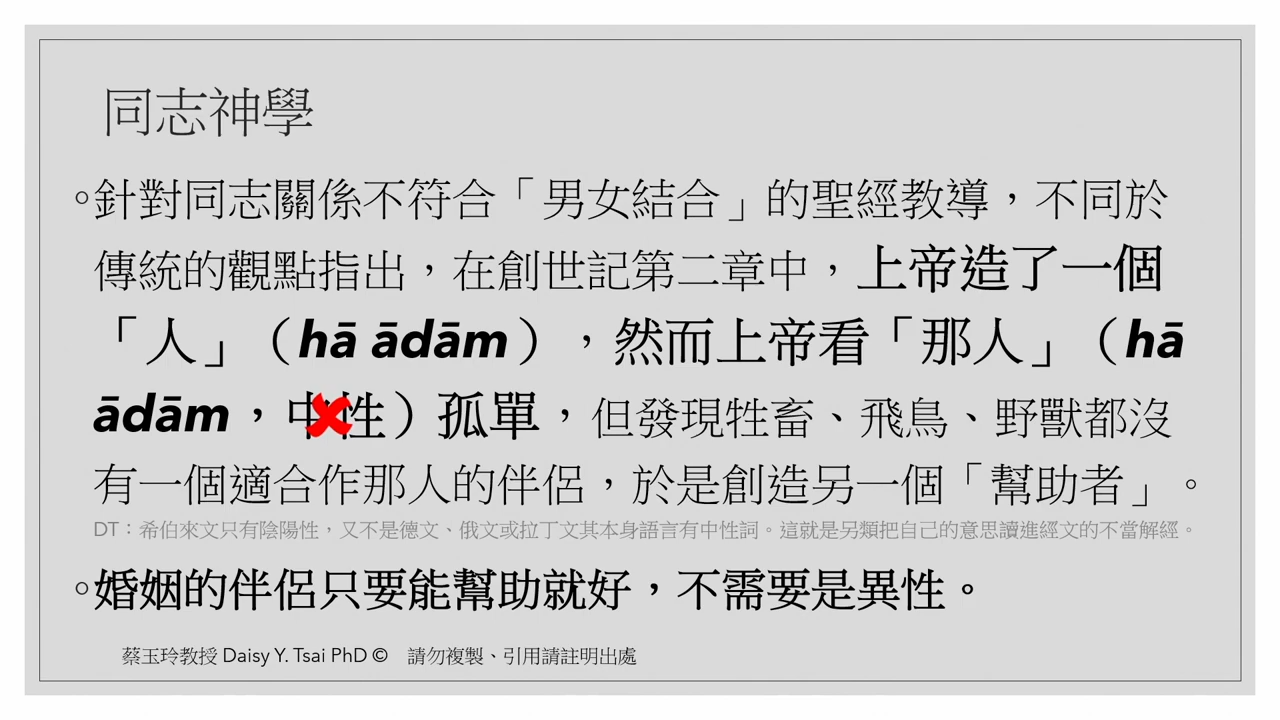 同志神學
◦針對同志關係不符合「男女結合」的聖經教導，不同於
傳統的觀點指出，在創世記第二章中，上帝造了一個
「人」（hā ādām），然而上帝看「那人」（hā
ādām，中性）孤單，但發現牲畜、飛鳥、野獸都沒
有一個適合作那人的伴侶，於是創造另一個「幫助者」。
DT：希伯來文只有陰陽性，又不是德文、俄文或拉丁文其本身語言有中性詞。這就是另類把自己的意思讀進經文的不當解經。
◦婚姻的伴侶只要能幫助就好，不需要是異性。
蔡玉玲教授 Daisy Y. Tsai PhD © 請勿複製、引用請註明出處